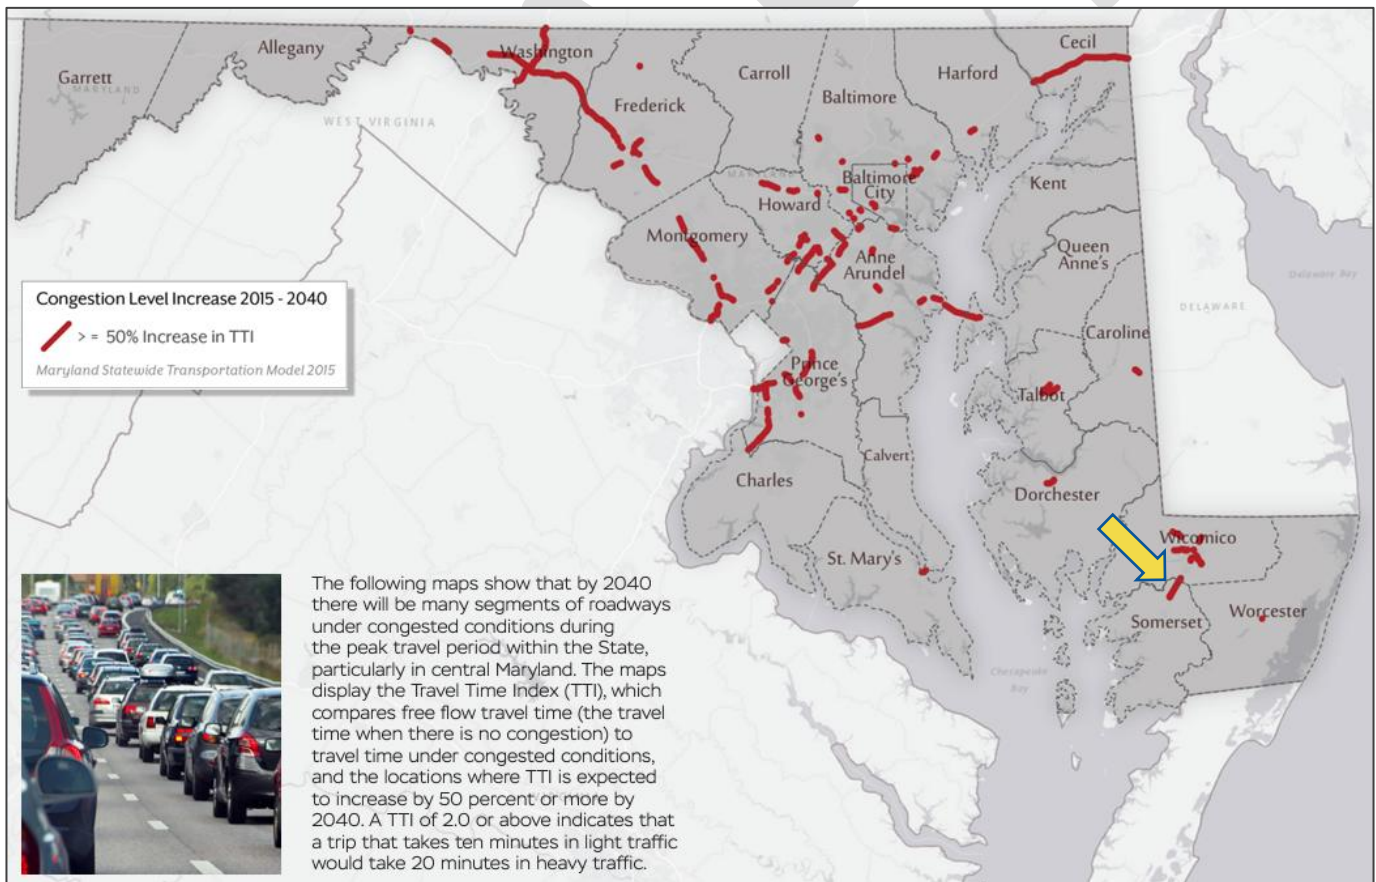 Garrett
MARYLAND
Allegany
Washington
WEST VIRGINIA
Frederick
Carroll
Baltimore
Harford
Cecil
MARYLAND
Baltimore
City
Howard
Montgomery
Kent
Queen
Anne's
Anne
Arundel
Delaware Bay
DELAWARE
Caroline
Talbot
Prince
George's
Calvert
Charles
Dorchester
St. Mary's
Wicomico
Somerset
Worcester
Chesapeake
Bay
Congestion Level Increase 2015 - 2040
> = 50% Increase in TTI
Maryland Statewide Transportation Model 2015
The following maps show that by 2040
there will be many segments of roadways
under congested conditions during
the peak travel period within the State,
particularly in central Maryland. The maps
display the Travel Time Index (TTI), which
compares free flow travel time (the travel
time when there is no congestion) to
travel time under congested conditions,
and the locations where TTI is expected
to increase by 50 percent or more by
2040. A TTI of 2.0 or above indicates that
a trip that takes ten minutes in light traffic
would take 20 minutes in heavy traffic.